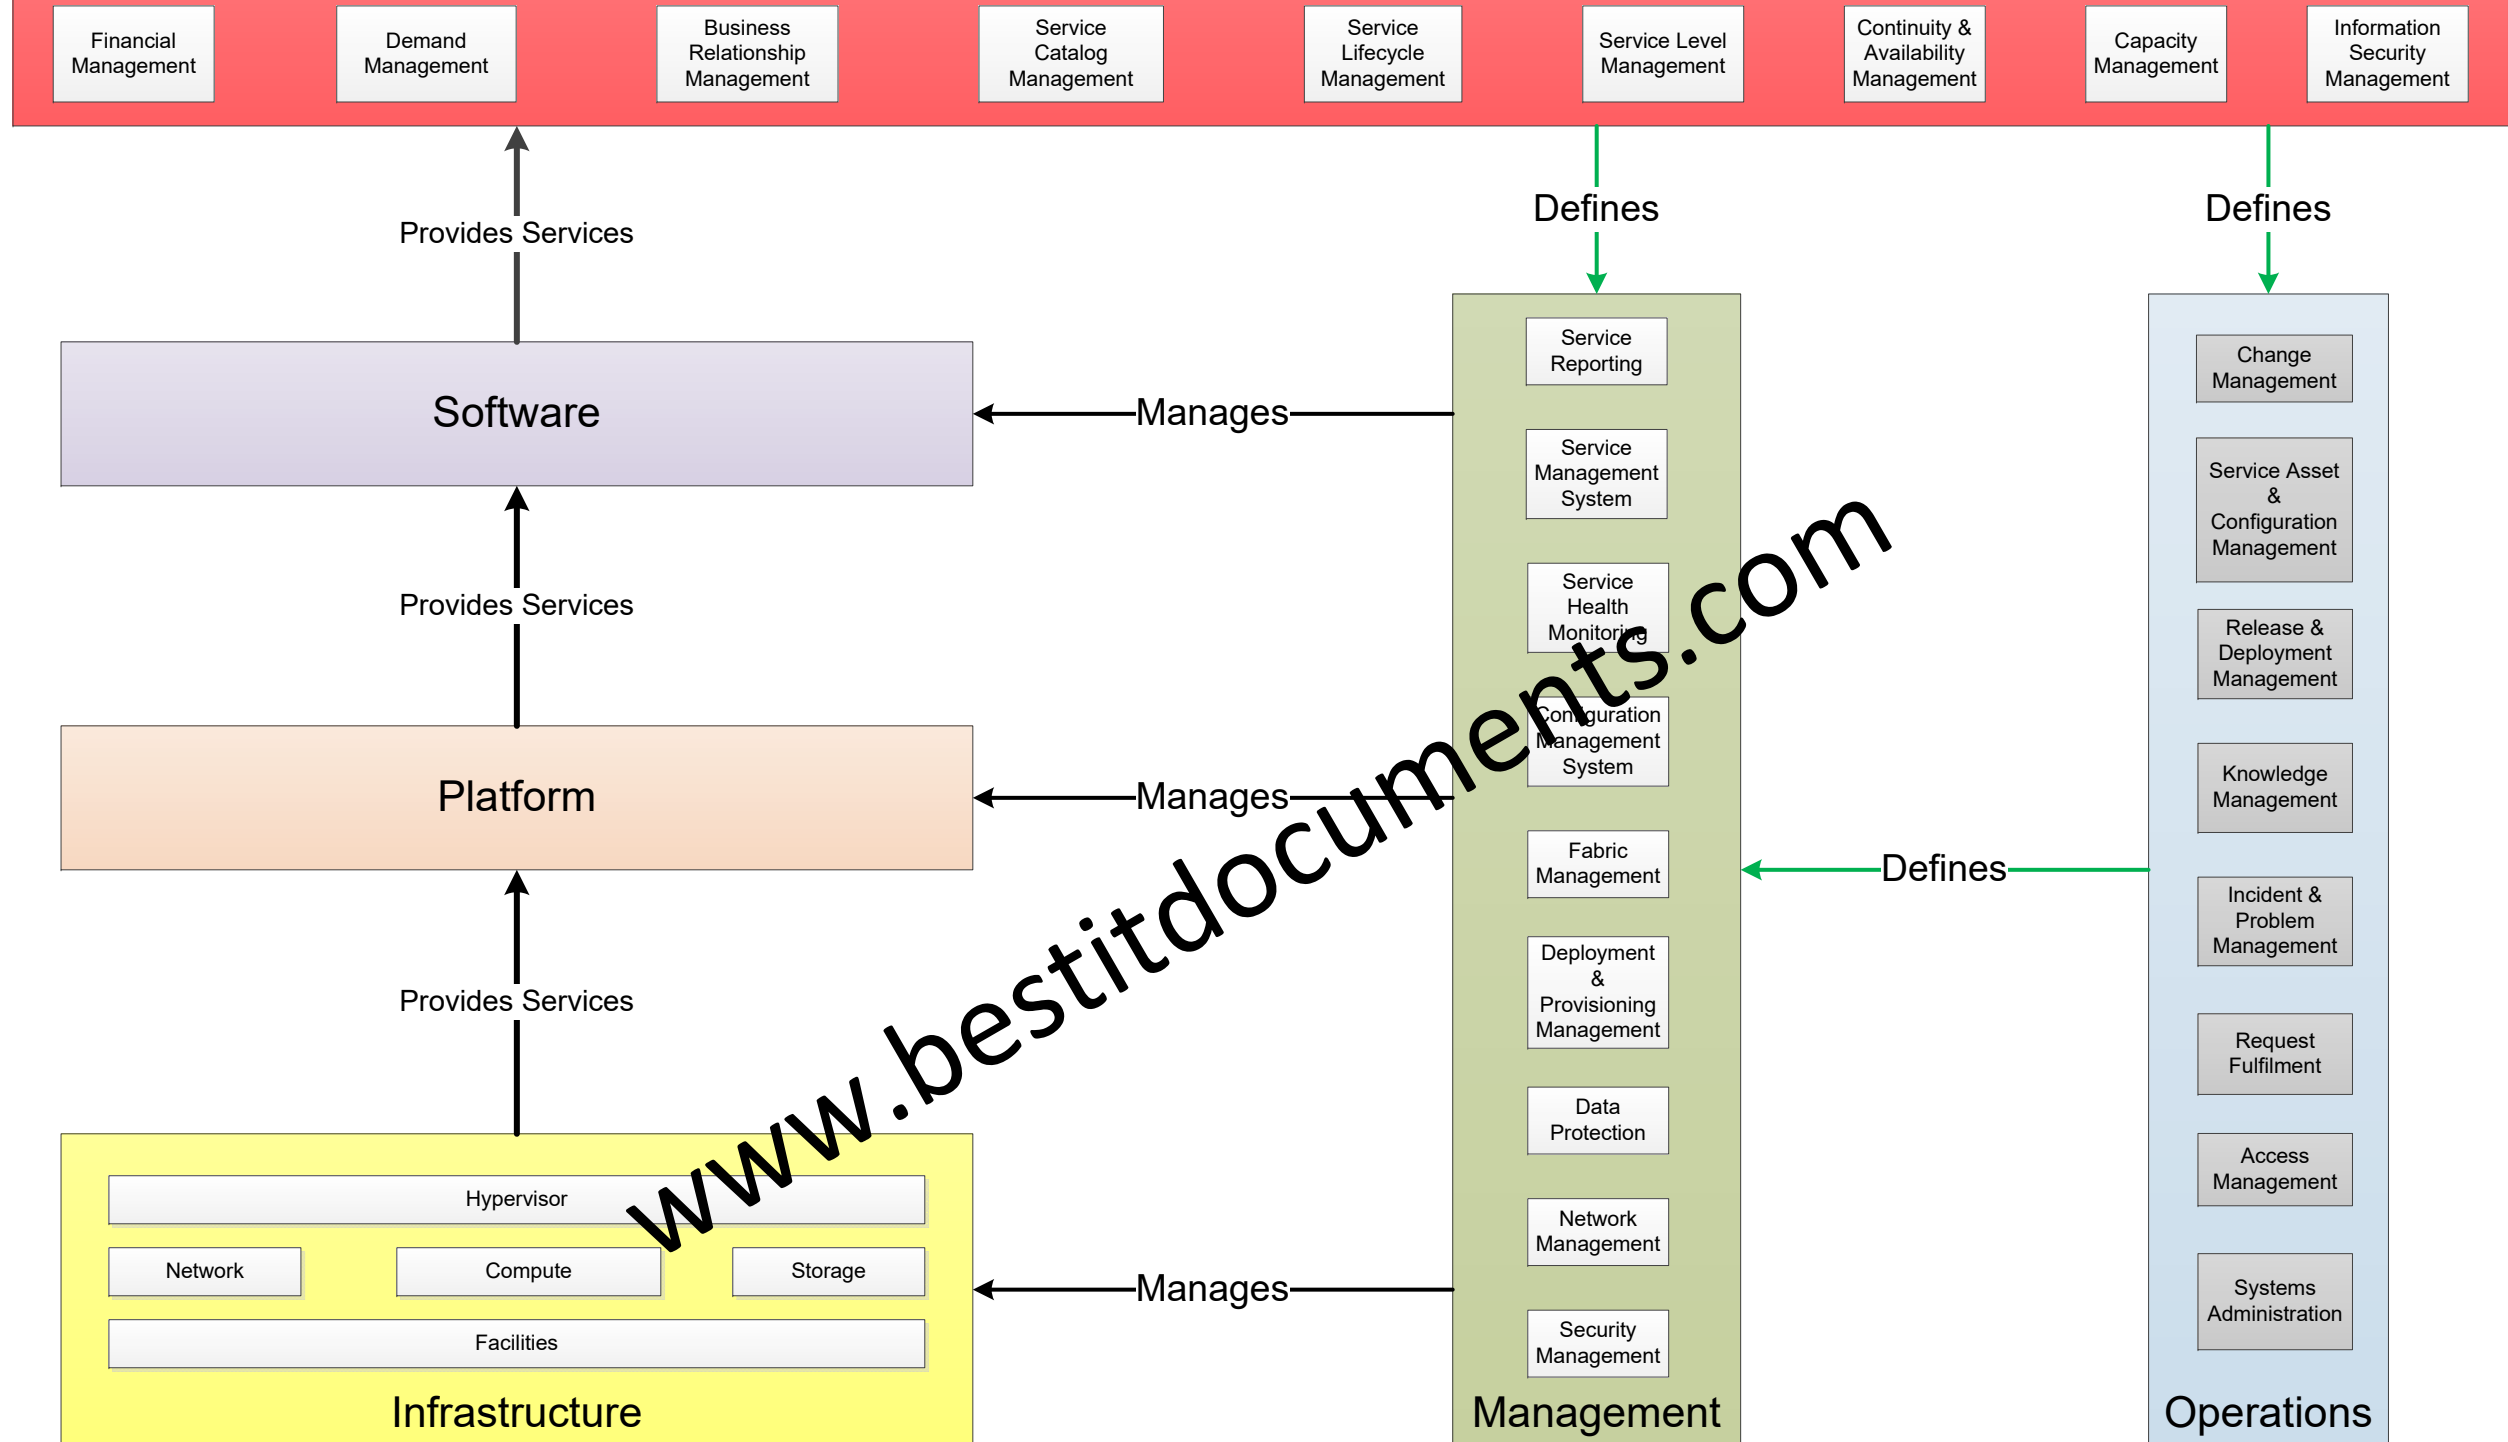 Financial
Management
Demand
Management
Business
Relationship
Management
Service
Catalog
Management
Service
Lifecycle
Management
Service Level
Management
Continuity &
Availability
Management
Capacity
Management
Information
Security
Management
Provides Services
Defines
Defines
Software
Manages
Provides Services
Platform
Manages
Provides Services
Hypervisor
Network
Compute
Storage
Facilities
Infrastructure
Manages
Service
Reporting
Service
Management
System
Service
Health
Monitoring
Configuration
Management
System
Fabric
Management
Deployment
&
Provisioning
Management
Data
Protection
Network
Management
Security
Management
Management
Defines
Change
Management
Service Asset
&
Configuration
Management
Release &
Deployment
Management
Knowledge
Management
Incident &
Problem
Management
Request
Fulfilment
Access
Management
Systems
Administration
Operations
www.bestitdocuments.com